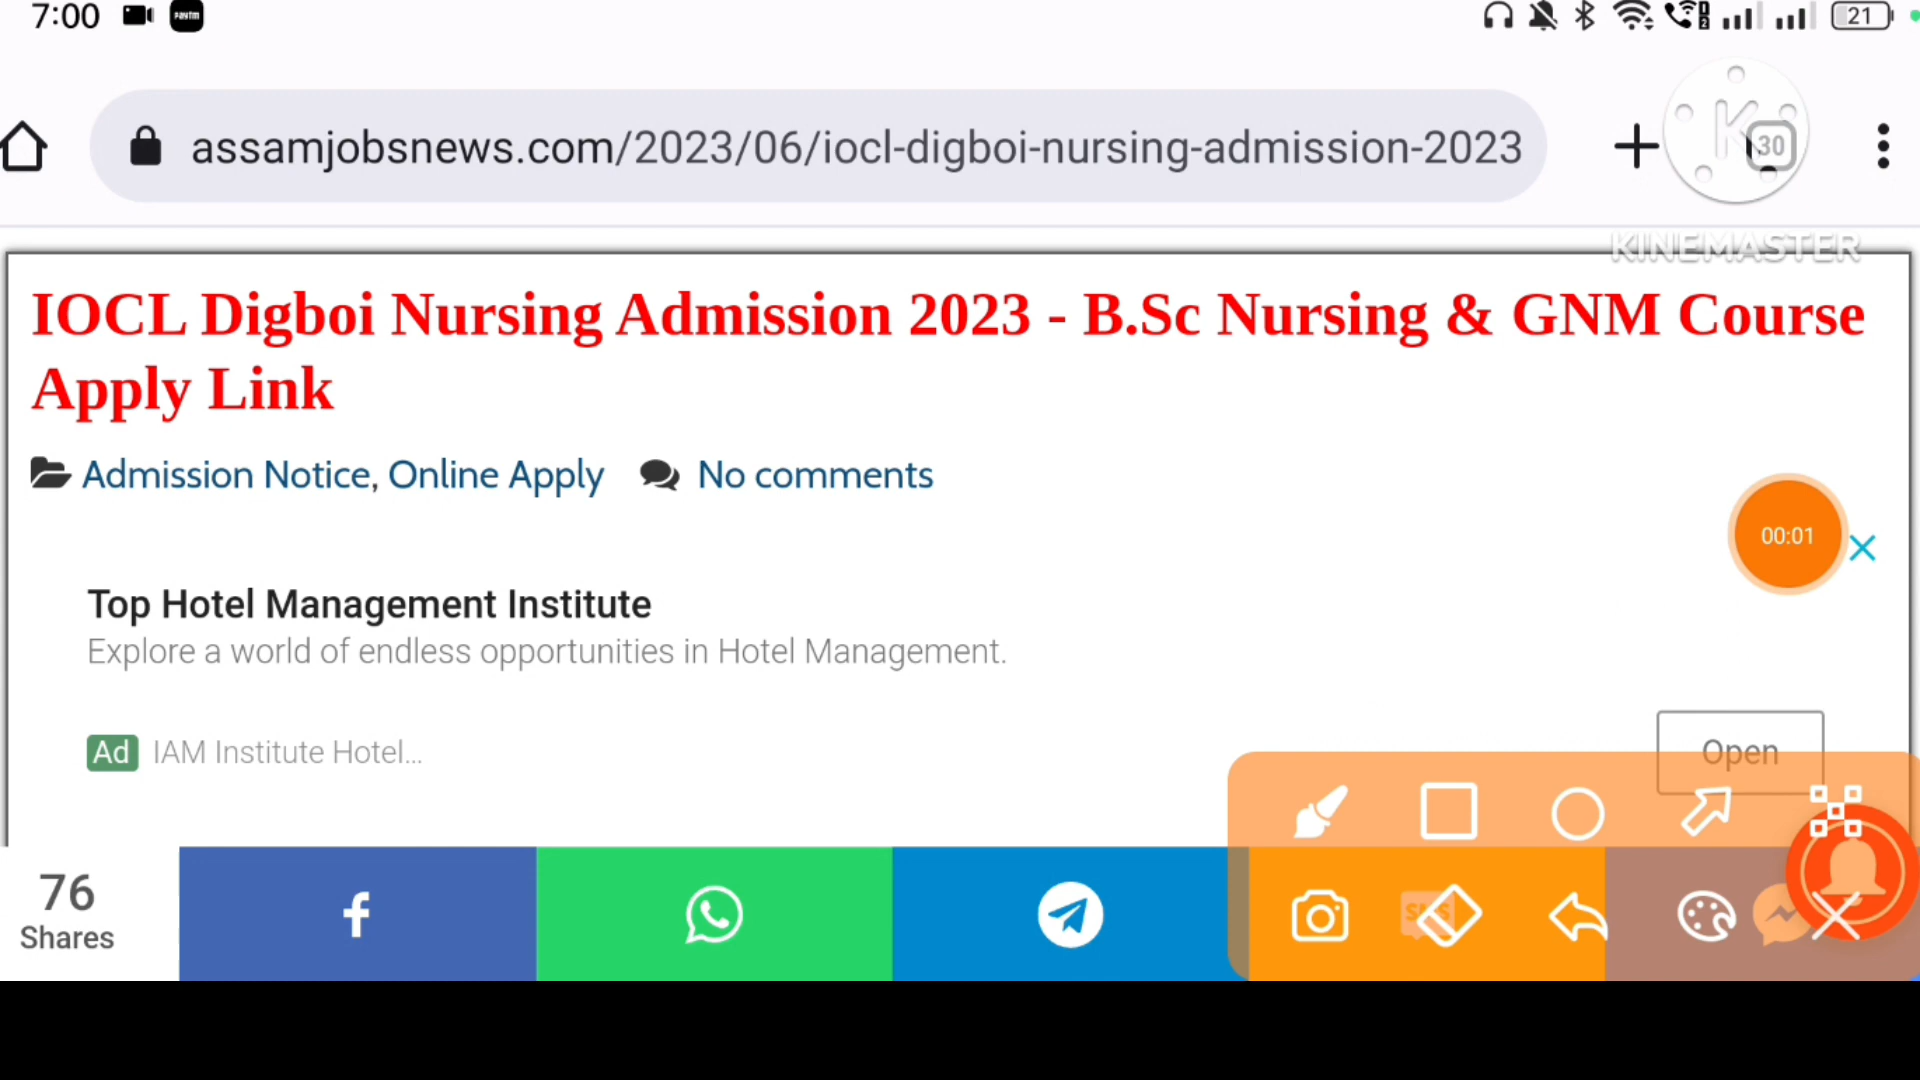 7:00
Paytm
21
assamjobsnews.com/2023/06/iocl-digboi-nursing-admission-2023
30
KINEMASTER
IOCL Digboi Nursing Admission 2023 - B.Sc Nursing & GNM Course
Apply Link
Admission Notice, Online Apply No comments
00:01
Top Hotel Management Institute
Explore a world of endless opportunities in Hotel Management.
Ad IAM Institute Hotel...
Open
76
Shares
SMS